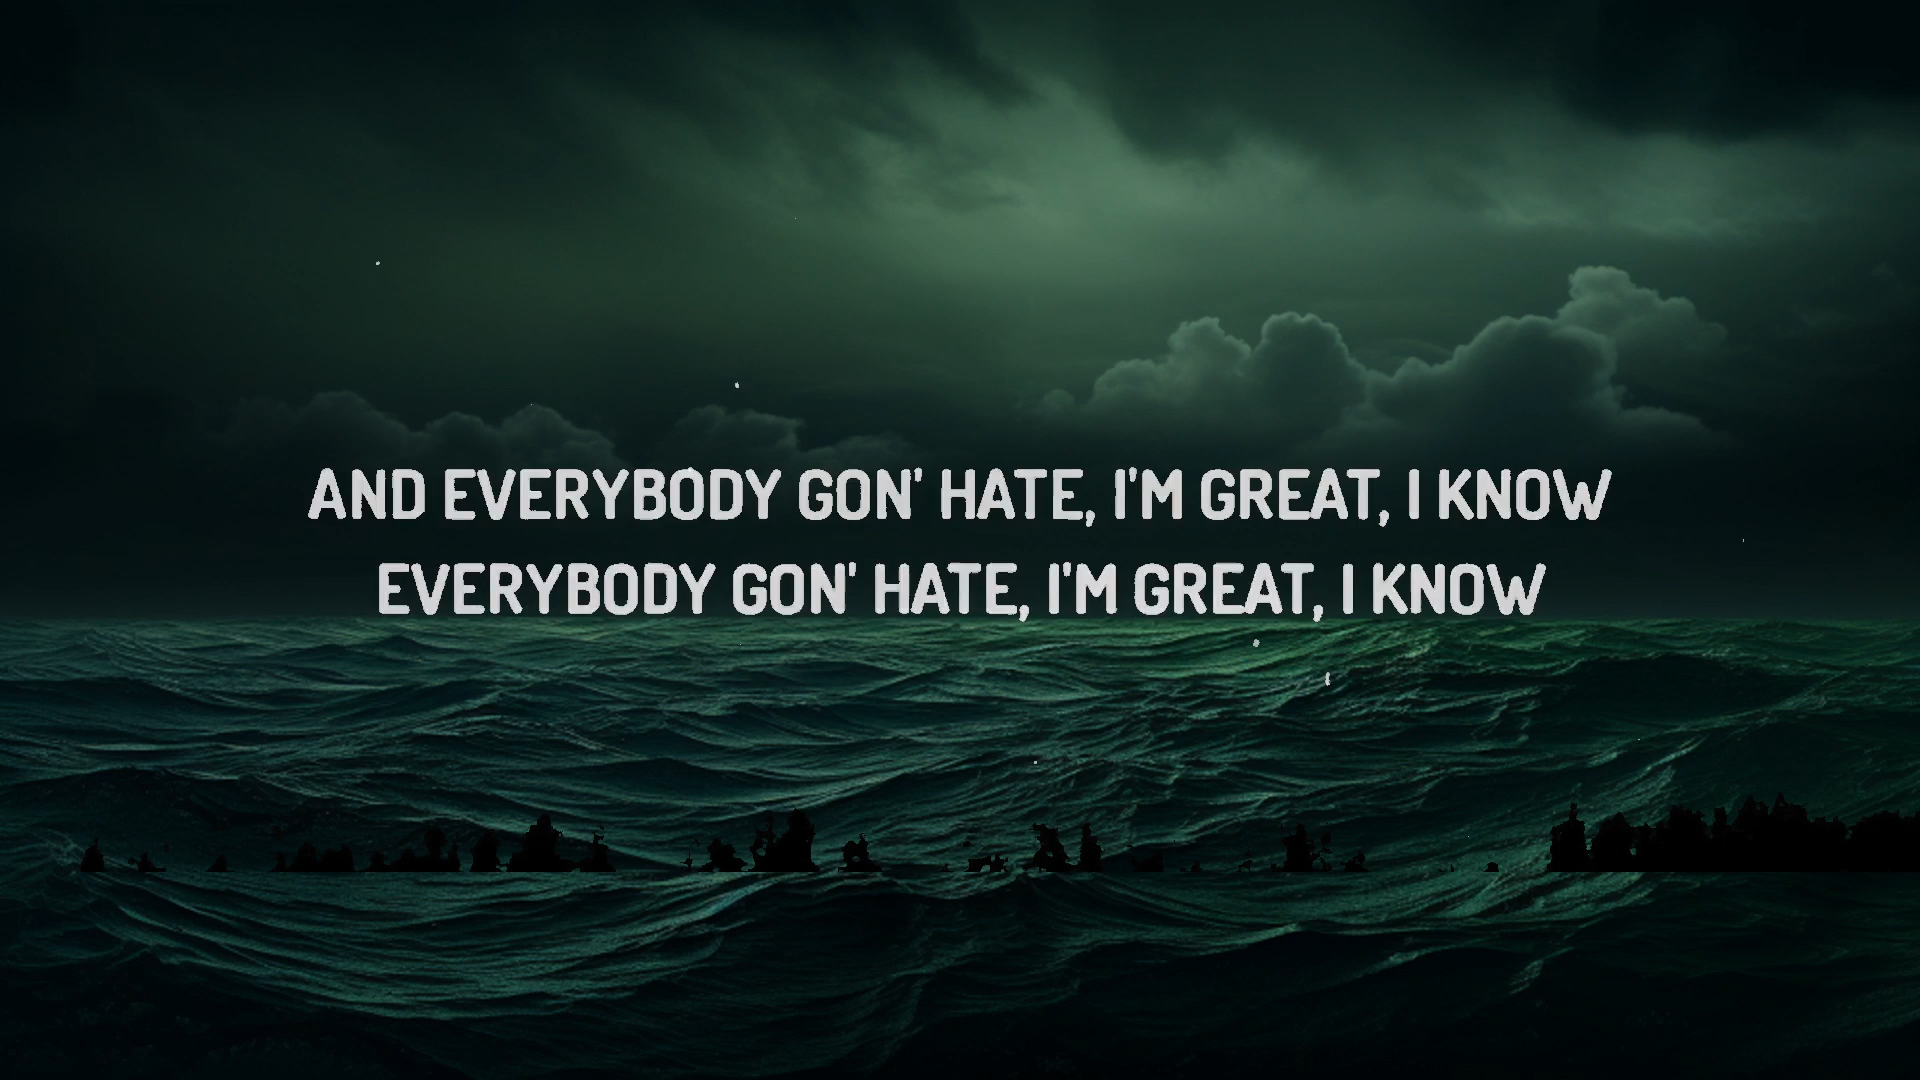 AND EVERYBODY GON' HATE, I'M GREAT, I KNOW
EVERYBODY GON' HATE, I'M GREAT, I KNOW